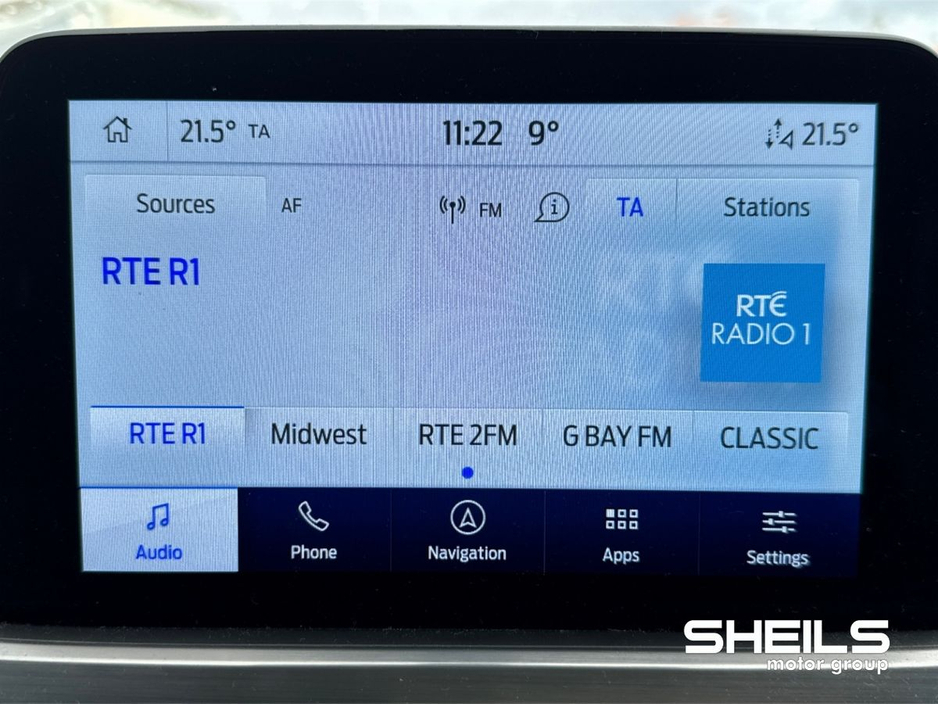 21.5° TA 11:22 9° 21.5°
Sources AF FM i TA Stations
RTE R1
RTÉ
RADIO 1
RTE R1 Midwest RTE 2FM G BAY FM CLASSIC
Audio Phone Navigation Apps Settings
SHEILS
motor group